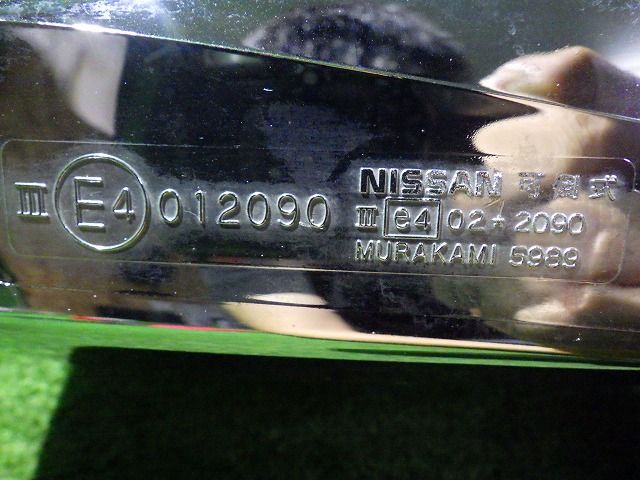 III E4 012090
NISSAN 可倒式
III e4 02*2090
MURAKAMI 5989